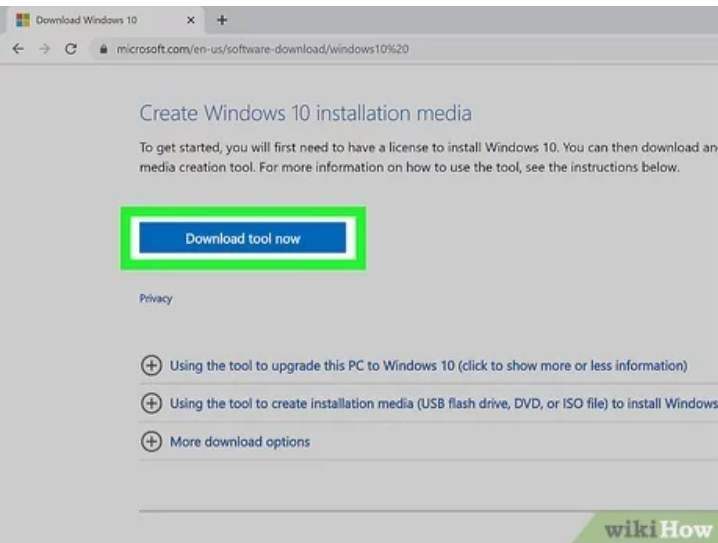 Download Windows 10
microsoft.com/en-us/software-download/windows10%20
Create Windows 10 installation media
To get started, you will first need to have a license to install Windows 10. You can then download an
media creation tool. For more information on how to use the tool, see the instructions below.
Download tool now
Privacy
Using the tool to upgrade this PC to Windows 10 (click to show more or less information)
Using the tool to create installation media (USB flash drive, DVD, or ISO file) to install Windows
More download options
wikiHow